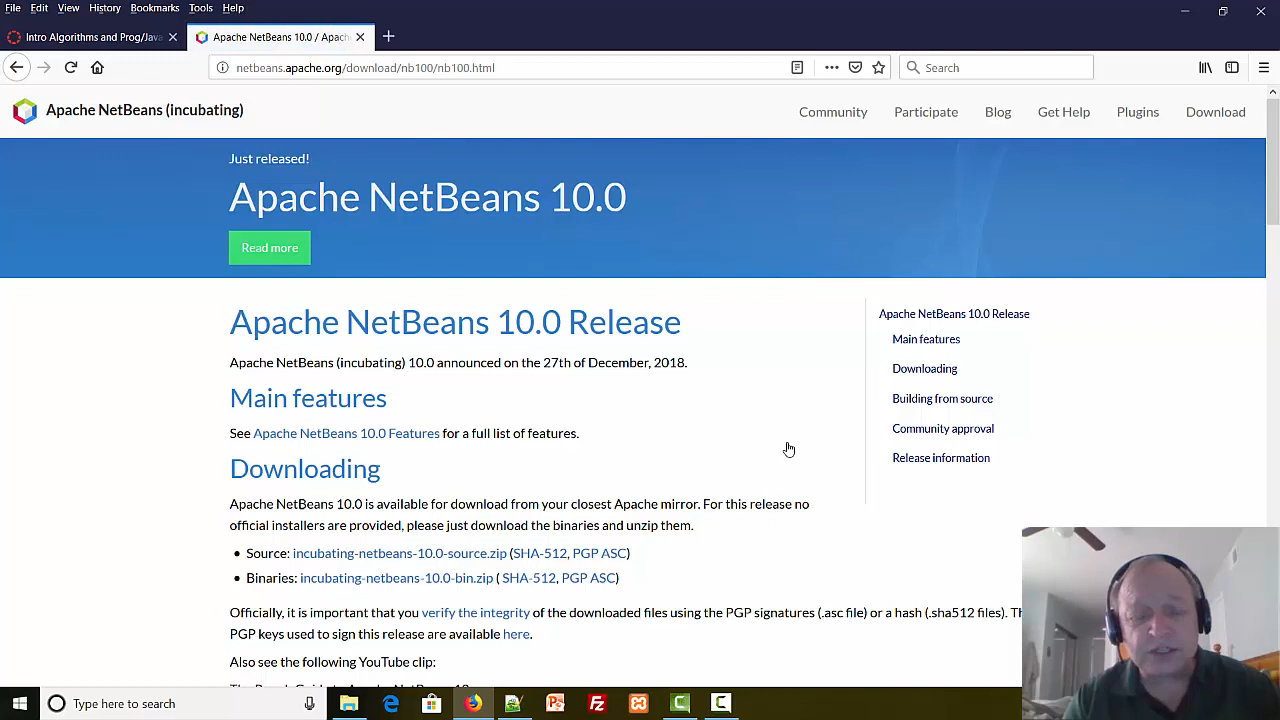 File Edit View History Bookmarks Tools Help
Intro Algorithms and Prog/Java
Apache NetBeans 10.0 / Apach
netbeans.apache.org/download/nb100/nb100.html
Search
Apache NetBeans (incubating)
Community Participate Blog Get Help Plugins Download
Just released!
Apache NetBeans 10.0
Read more
Apache NetBeans 10.0 Release
Apache NetBeans (incubating) 10.0 announced on the 27th of December, 2018.
Main features
See Apache NetBeans 10.0 Features for a full list of features.
Downloading
Apache NetBeans 10.0 is available for download from your closest Apache mirror. For this release no
official installers are provided, please just download the binaries and unzip them.
• Source: incubating-netbeans-10.0-source.zip (SHA-512, PGP ASC)
• Binaries: incubating-netbeans-10.0-bin.zip ( SHA-512, PGP ASC)
Officially, it is important that you verify the integrity of the downloaded files using the PGP signatures (.asc file) or a hash (.sha512 files).
PGP keys used to sign this release are available here.
Also see the following YouTube clip:
Apache NetBeans 10.0 Release
Main features
Downloading
Building from source
Community approval
Release information
Type here to search